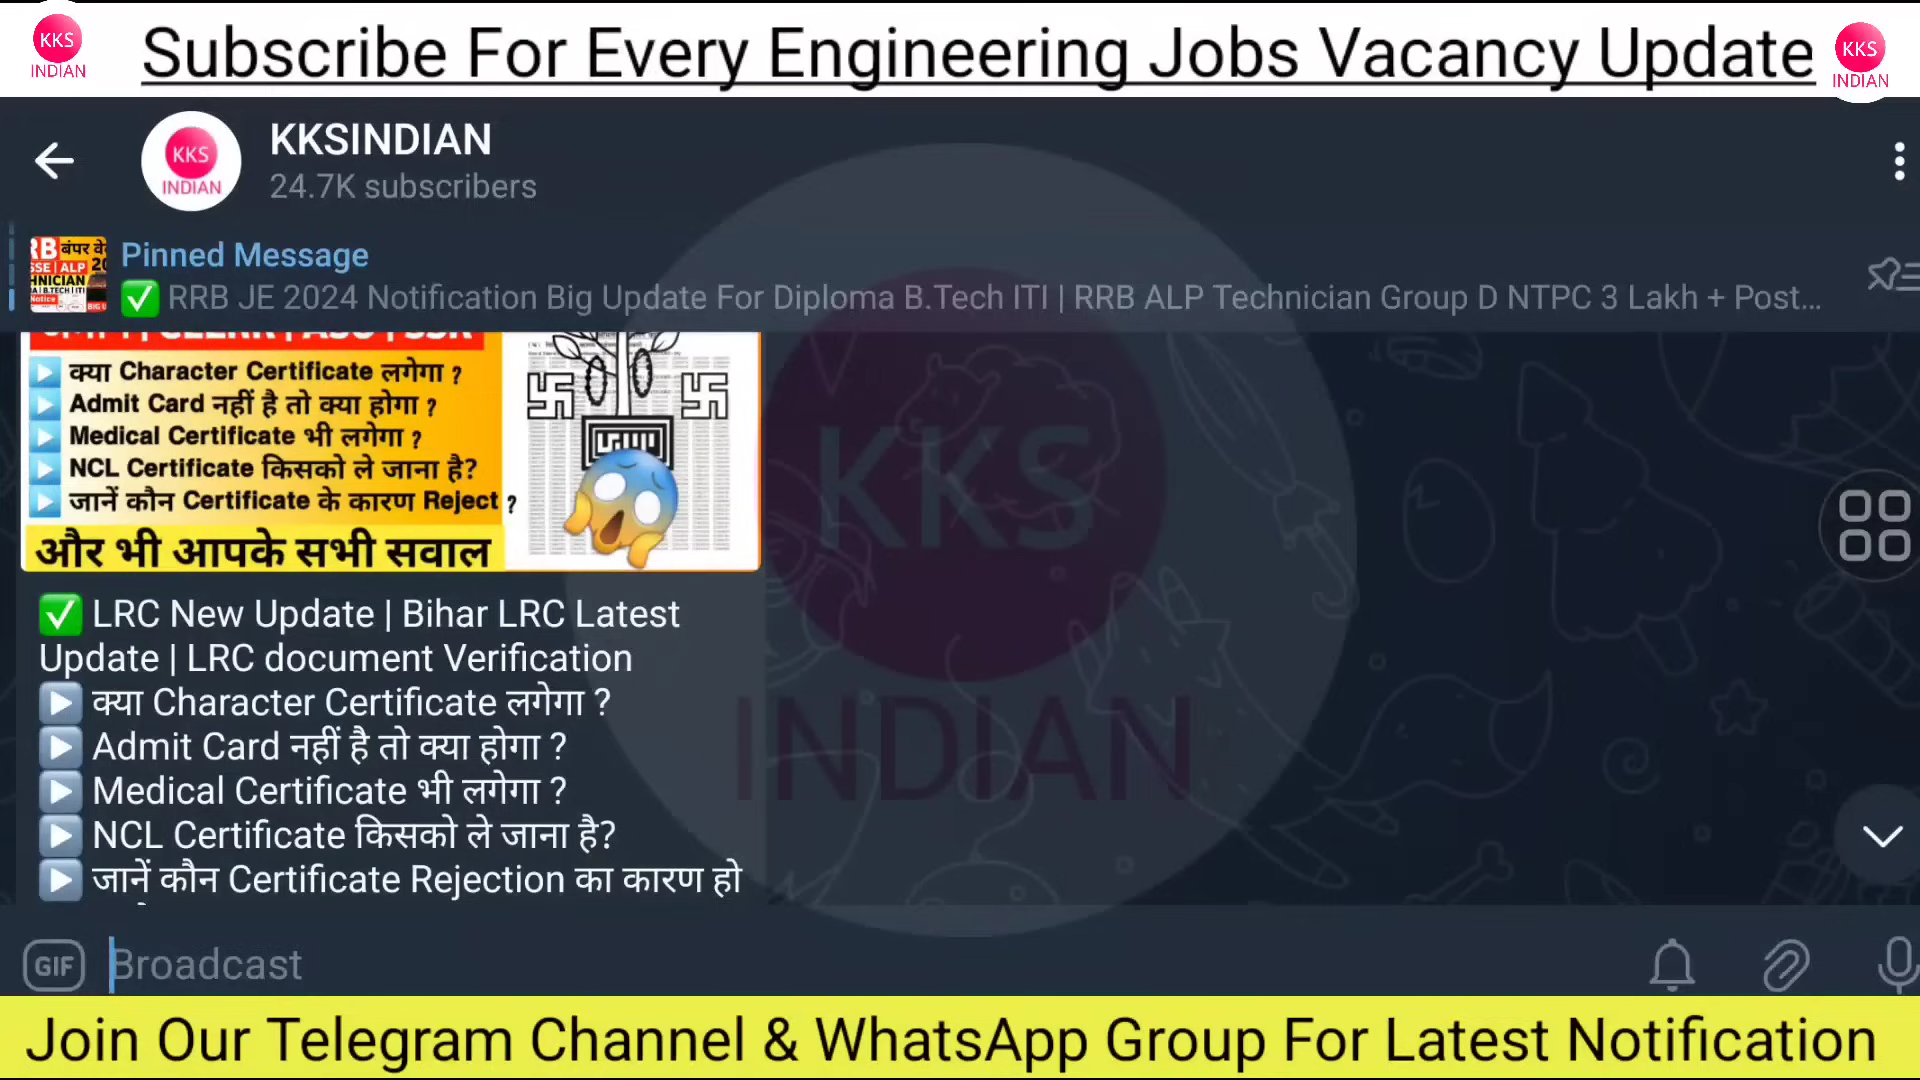 KKS
INDIAN
Subscribe For Every Engineering Jobs Vacancy Update
KKS
INDIAN
KKS
INDIAN
KKSINDIAN
24.7K subscribers
Pinned Message
✅ RRB JE 2024 Notification Big Update For Diploma B.Tech ITI | RRB ALP Technician Group D NTPC 3 Lakh + Post...
क्या Character Certificate लगेगा ?
Admit Card नहीं है तो क्या होगा ?
Medical Certificate भी लगेगा ?
NCL Certificate किसको ले जाना है?
जानें कौन Certificate के कारण Reject ?
और भी आपके सभी सवाल
✅ LRC New Update | Bihar LRC Latest
Update | LRC document Verification
▶️ क्या Character Certificate लगेगा ?
▶️ Admit Card नहीं है तो क्या होगा ?
▶️ Medical Certificate भी लगेगा ?
▶️ NCL Certificate किसको ले जाना है?
▶️ जानें कौन Certificate Rejection का कारण हो
KKS
INDIAN
GIF
Broadcast
Join Our Telegram Channel & WhatsApp Group For Latest Notification